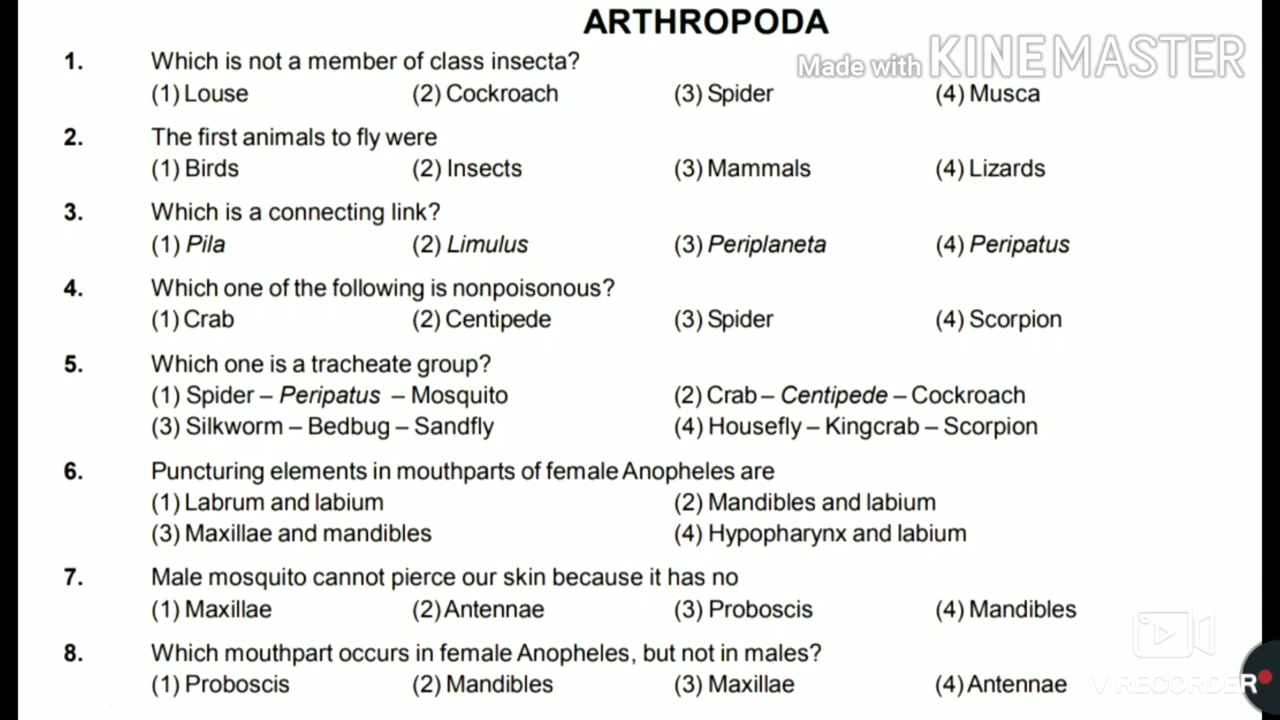 ARTHROPODA
Made with KINEMASTER
1. Which is not a member of class insecta?
(1) Louse (2) Cockroach (3) Spider (4) Musca
2. The first animals to fly were
(1) Birds (2) Insects (3) Mammals (4) Lizards
3. Which is a connecting link?
(1) Pila (2) Limulus (3) Periplaneta (4) Peripatus
4. Which one of the following is nonpoisonous?
(1) Crab (2) Centipede (3) Spider (4) Scorpion
5. Which one is a tracheate group?
(1) Spider – Peripatus – Mosquito (2) Crab – Centipede – Cockroach
(3) Silkworm – Bedbug – Sandfly (4) Housefly – Kingcrab – Scorpion
6. Puncturing elements in mouthparts of female Anopheles are
(1) Labrum and labium (2) Mandibles and labium
(3) Maxillae and mandibles (4) Hypopharynx and labium
7. Male mosquito cannot pierce our skin because it has no
(1) Maxillae (2) Antennae (3) Proboscis (4) Mandibles
8. Which mouthpart occurs in female Anopheles, but not in males?
(1) Proboscis (2) Mandibles (3) Maxillae (4) Antennae
V RECORDER